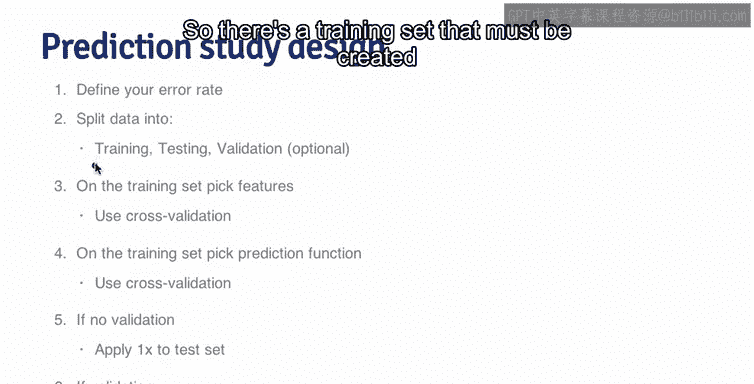 So there's a training set that must be
created
Prediction study design
1. Define your error rate
2. Split data into:
· Training, Testing, Validation (optional)
3. On the training set pick features
· Use cross-validation
4. On the training set pick prediction function
· Use cross-validation
5. If no validation
· Apply 1x to test set